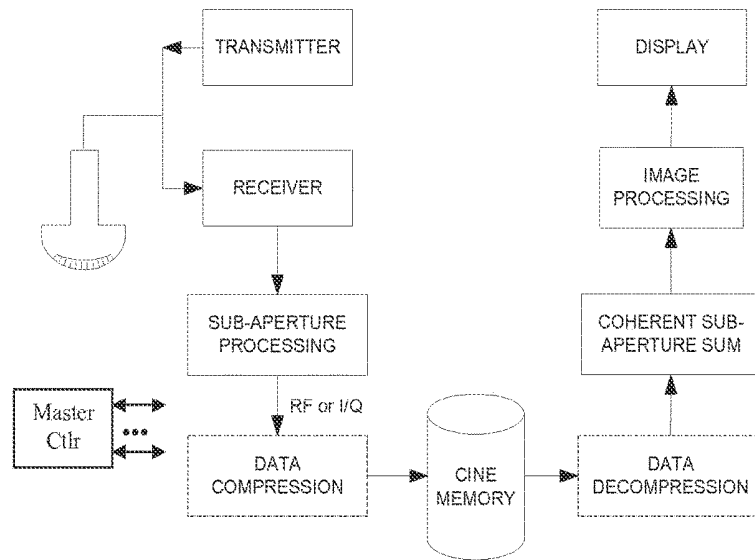 TRANSMITTER
DISPLAY
RECEIVER
IMAGE
PROCESSING
SUB-APERTURE
PROCESSING
COHERENT SUB-
APERTURE SUM
RF or I/Q
Master
Ctlr
DATA
COMPRESSION
CINE
MEMORY
DATA
DECOMPRESSION